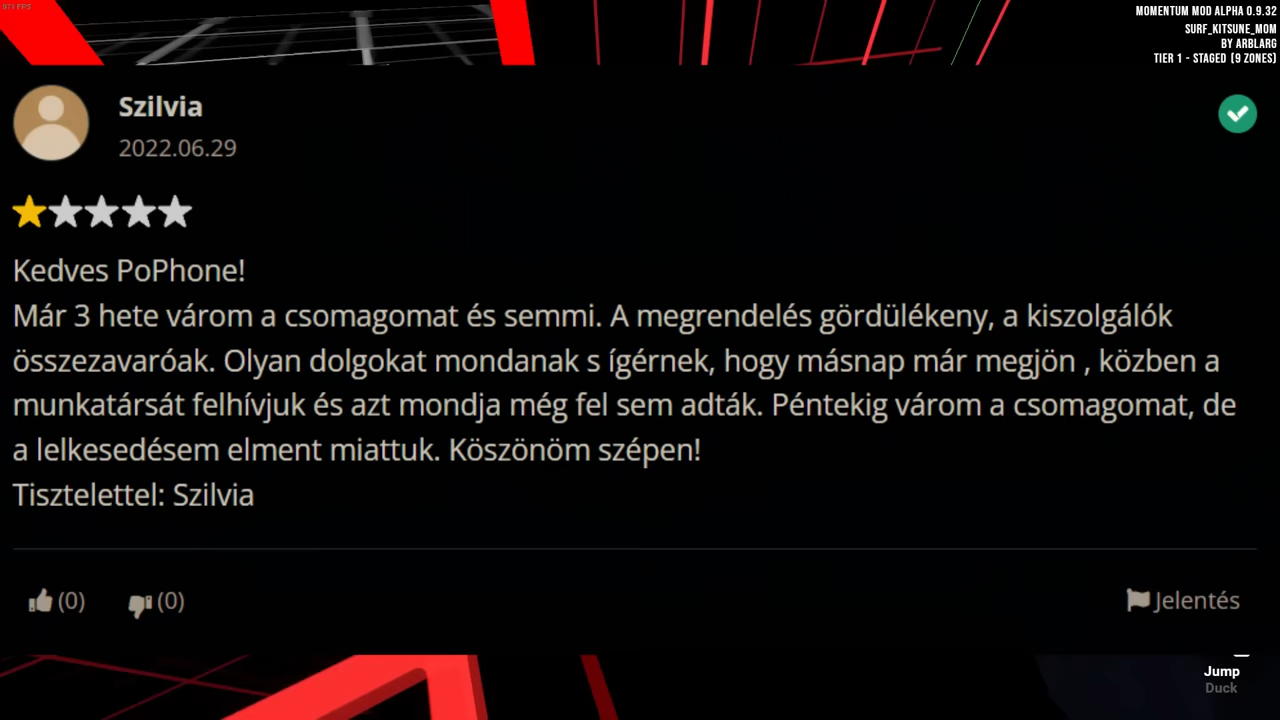 971 FPS
MOMENTUM MOD ALPHA 0.9.32
SURF_KITSUNE_MOM
BY ARBLARG
TIER 1 - STAGED (9 ZONES)
Szilvia
2022.06.29
Kedves PoPhone!
Már 3 hete várom a csomagomat és semmi. A megrendelés gördülékeny, a kiszolgálók
összezavaróak. Olyan dolgokat mondanak s ígérnek, hogy másnap már megjön , közben a
munkatársát felhívjuk és azt mondja még fel sem adták. Péntekig várom a csomagomat, de
a lelkesedésem elment miattuk. Köszönöm szépen!
Tisztelettel: Szilvia
(0) (0) Jelentés
Jump
Duck